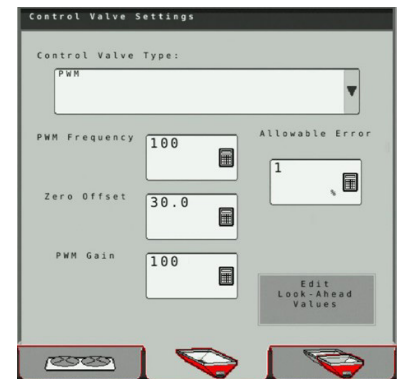 Control Valve Settings
Control Valve Type:
PWM
PWM Frequency
100
Allowable Error
1
%
Zero Offset
30.0
PWM Gain
100
Edit
Look-Ahead
Values